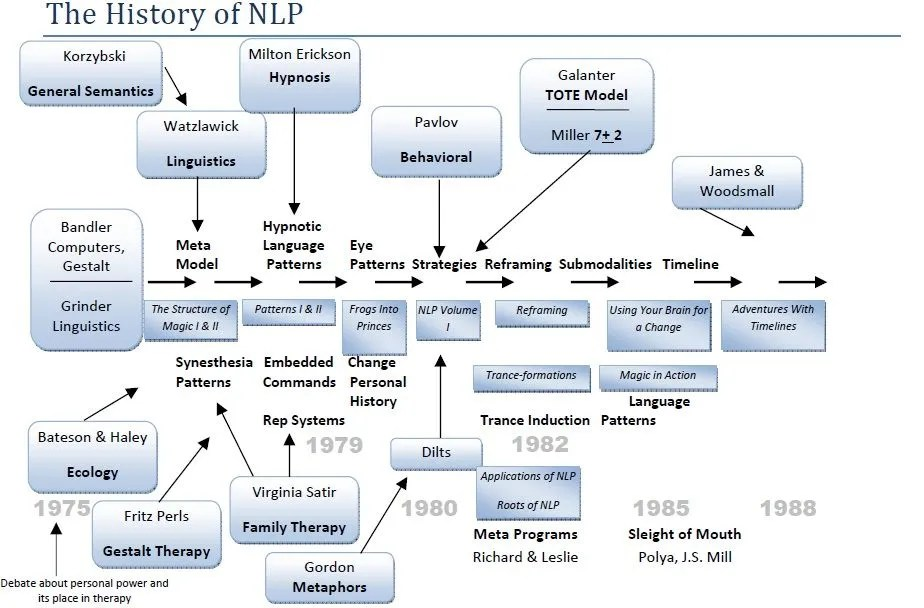 The History of NLP
Korzybski
General Semantics
Milton Erickson
Hypnosis
Watzlawick
Linguistics
Pavlov
Behavioral
Galanter
TOTE Model
Miller 7+ 2
James &
Woodsmall
Bandler
Computers,
Gestalt
Grinder
Linguistics
Meta
Model
Hypnotic
Language
Patterns
Eye
Patterns
Strategies
Reframing
Submodalities
Timeline
The Structure of
Magic I & II
Patterns I & II
Frogs Into
Princes
NLP Volume
I
Reframing
Using Your Brain for
a Change
Adventures With
Timelines
Synesthesia
Patterns
Embedded
Commands
Change
Personal
History
Trance-formations
Magic in Action
Rep Systems
Trance Induction
Language
Patterns
1979
1982
Bateson & Haley
Ecology
Dilts
Applications of NLP
Roots of NLP
Virginia Satir
Family Therapy
1975
Fritz Perls
Gestalt Therapy
1980
1985
1988
Meta Programs
Richard & Leslie
Sleight of Mouth
Polya, J.S. Mill
Gordon
Metaphors
Debate about personal power and
its place in therapy